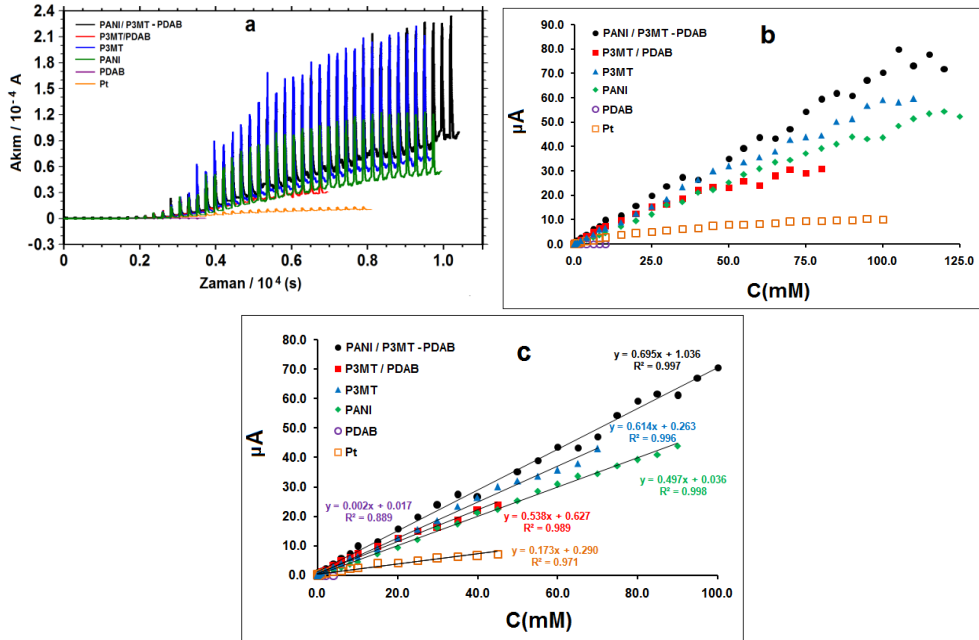 a
PANI/ P3MT - PDAB
P3MT/PDAB
P3MT
PANI
PDAB
Pt
Akım / 10⁻⁴ A
2.4
2.1
1.8
1.5
1.2
0.9
0.6
0.3
0
-0.3
0 0.2 0.4 0.6 0.8 1.0
Zaman / 10⁴ (s)
b
PANI / P3MT - PDAB
P3MT / PDAB
P3MT
PANI
PDAB
Pt
µA
90.0
80.0
70.0
60.0
50.0
40.0
30.0
20.0
10.0
0.0
0.0 25.0 50.0 75.0 100.0 125.0
C(mM)
c
PANI / P3MT - PDAB
P3MT / PDAB
P3MT
PANI
PDAB
Pt
µA
80.0
70.0
60.0
50.0
40.0
30.0
20.0
10.0
0.0
y = 0.695x + 1.036
R² = 0.997
y = 0.614x + 0.263
R² = 0.996
y = 0.497x + 0.036
R² = 0.998
y = 0.002x + 0.017
R² = 0.889
y = 0.538x + 0.627
R² = 0.989
y = 0.173x + 0.290
R² = 0.971
0.0 20.0 40.0 60.0 80.0 100.0
C(mM)